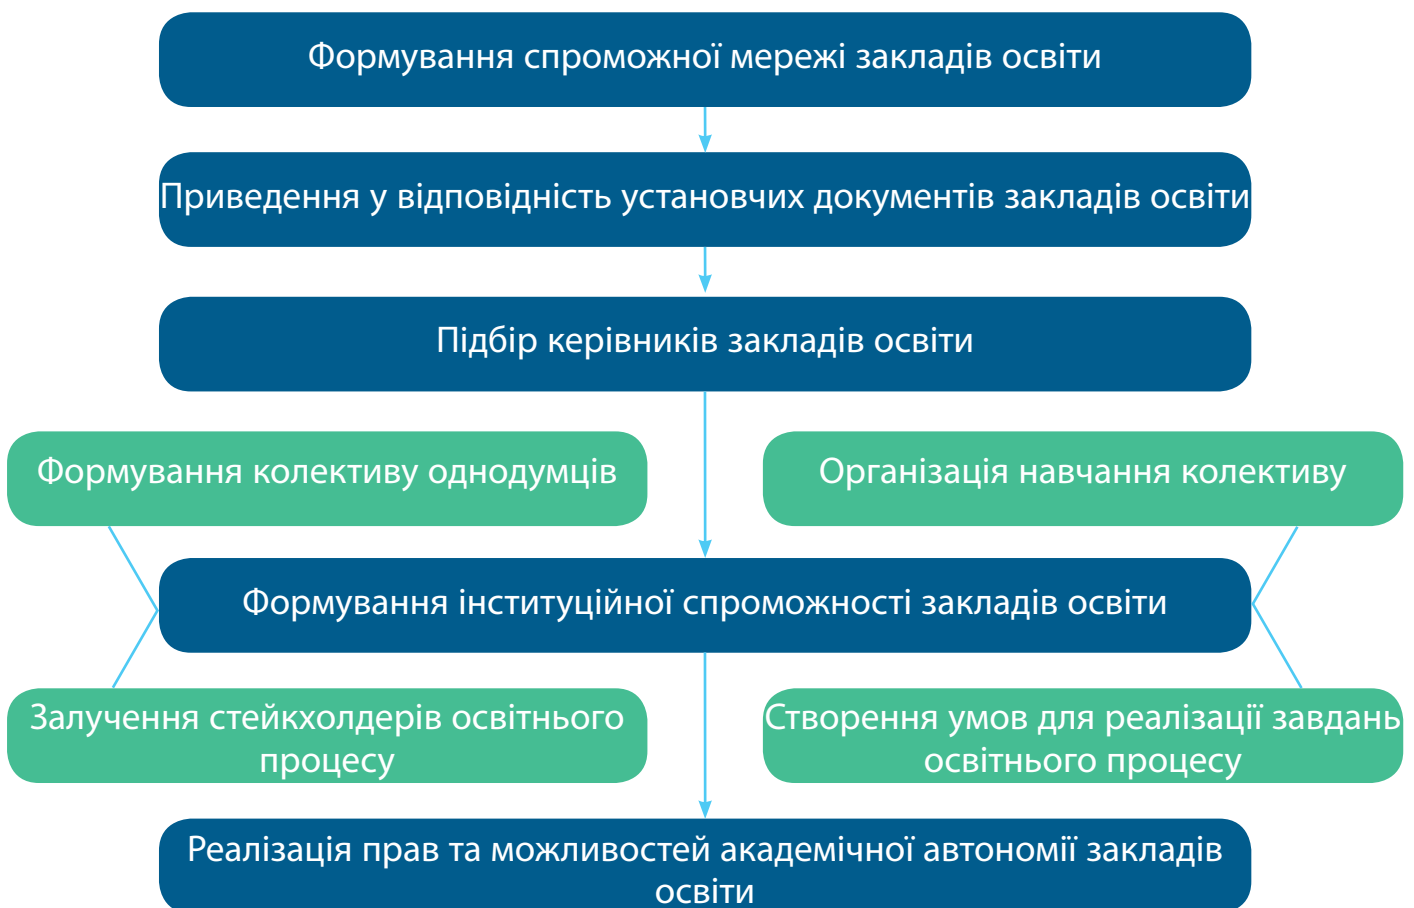 Формування спроможної мережі закладів освіти
Приведення у відповідність установчих документів закладів освіти
Підбір керівників закладів освіти
Формування колективу однодумців
Організація навчання колективу
Формування інституційної спроможності закладів освіти
Залучення стейкхолдерів освітнього
процесу
Створення умов для реалізації завдань
освітнього процесу
Реалізація прав та можливостей академічної автономії закладів
освіти